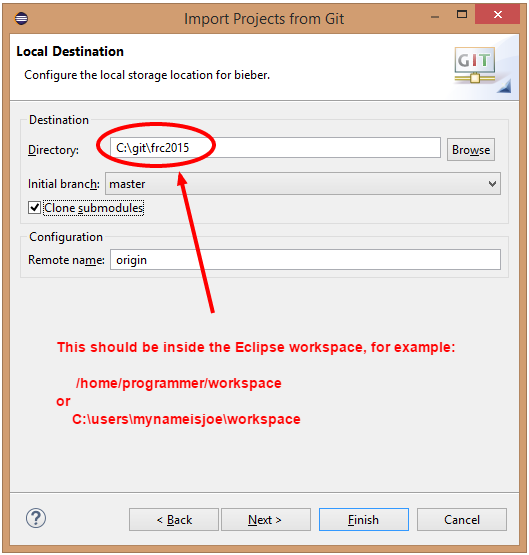 Import Projects from Git
Local Destination
Configure the local storage location for bieber.
GIT
Destination
Directory: C:\git\frc2015 Browse
Initial branch: master
Clone submodules
Configuration
Remote name: origin
This should be inside the Eclipse workspace, for example:
/home/programmer/workspace
or
C:\users\mynameisjoe\workspace
? < Back Next > Finish Cancel